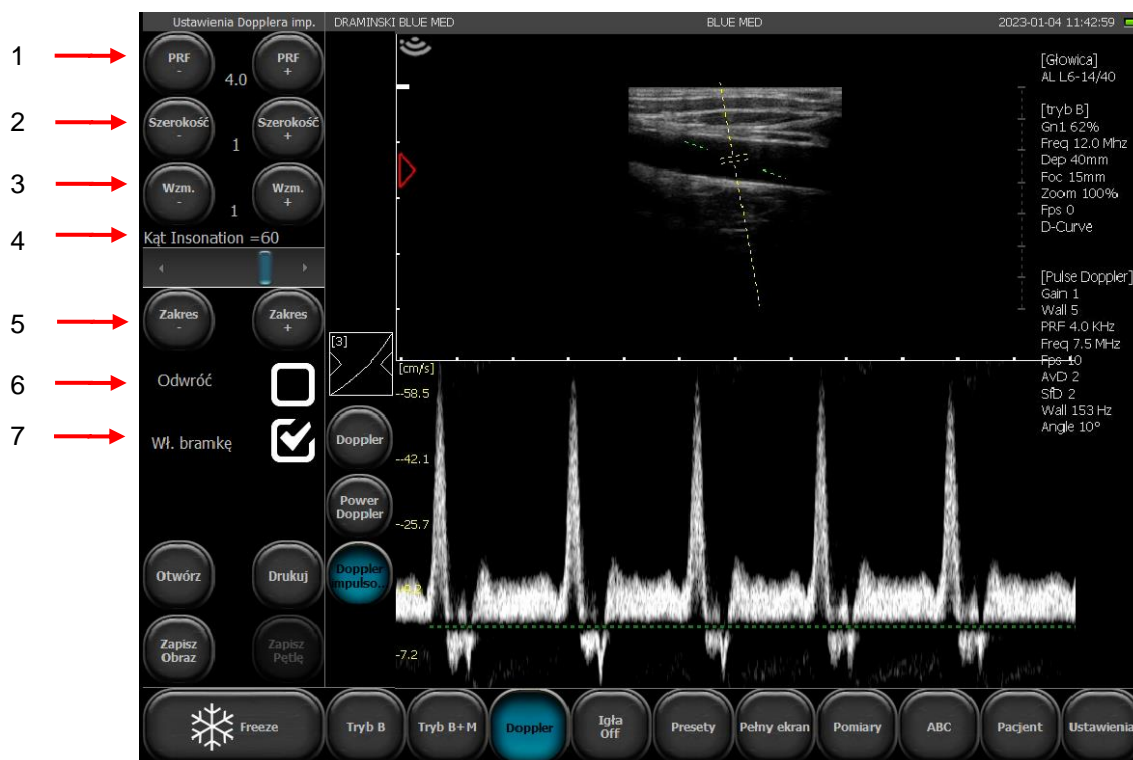 Ustawienia Dopplera imp.
DRAMINSKI BLUE MED
BLUE MED
2023-01-04 11:42:59
1
PRF
-
4.0
PRF
+
2
Szerokość
-
1
Szerokość
+
3
Wzm.
-
1
Wzm.
+
4
Kąt Insonation =60
5
Zakres
-
Zakres
+
6
Odwróć
7
Wł. bramkę
Otwórz
Drukuj
Zapisz
Obraz
Zapisz
Pętlę
[3]
Doppler
Power
Doppler
Doppler
impulso...
[Głowica]
AL L6-14/40
[tryb B]
Gn1 62%
Freq 12.0 Mhz
Dep 40mm
Foc 15mm
Zoom 100%
Fps 0
D-Curve
[Pulse Doppler]
Gain 1
Wall 5
PRF 4.0 KHz
Freq 7.5 MHz
Fps 10
AvD 2
SfD 2
Wall 153 Hz
Angle 10°
[cm/s]
--58.5
--42.1
--25.7
-7.2
Freeze
Tryb B
Tryb B+M
Doppler
Igła
Off
Presety
Pełny ekran
Pomiary
ABC
Pacjent
Ustawienia